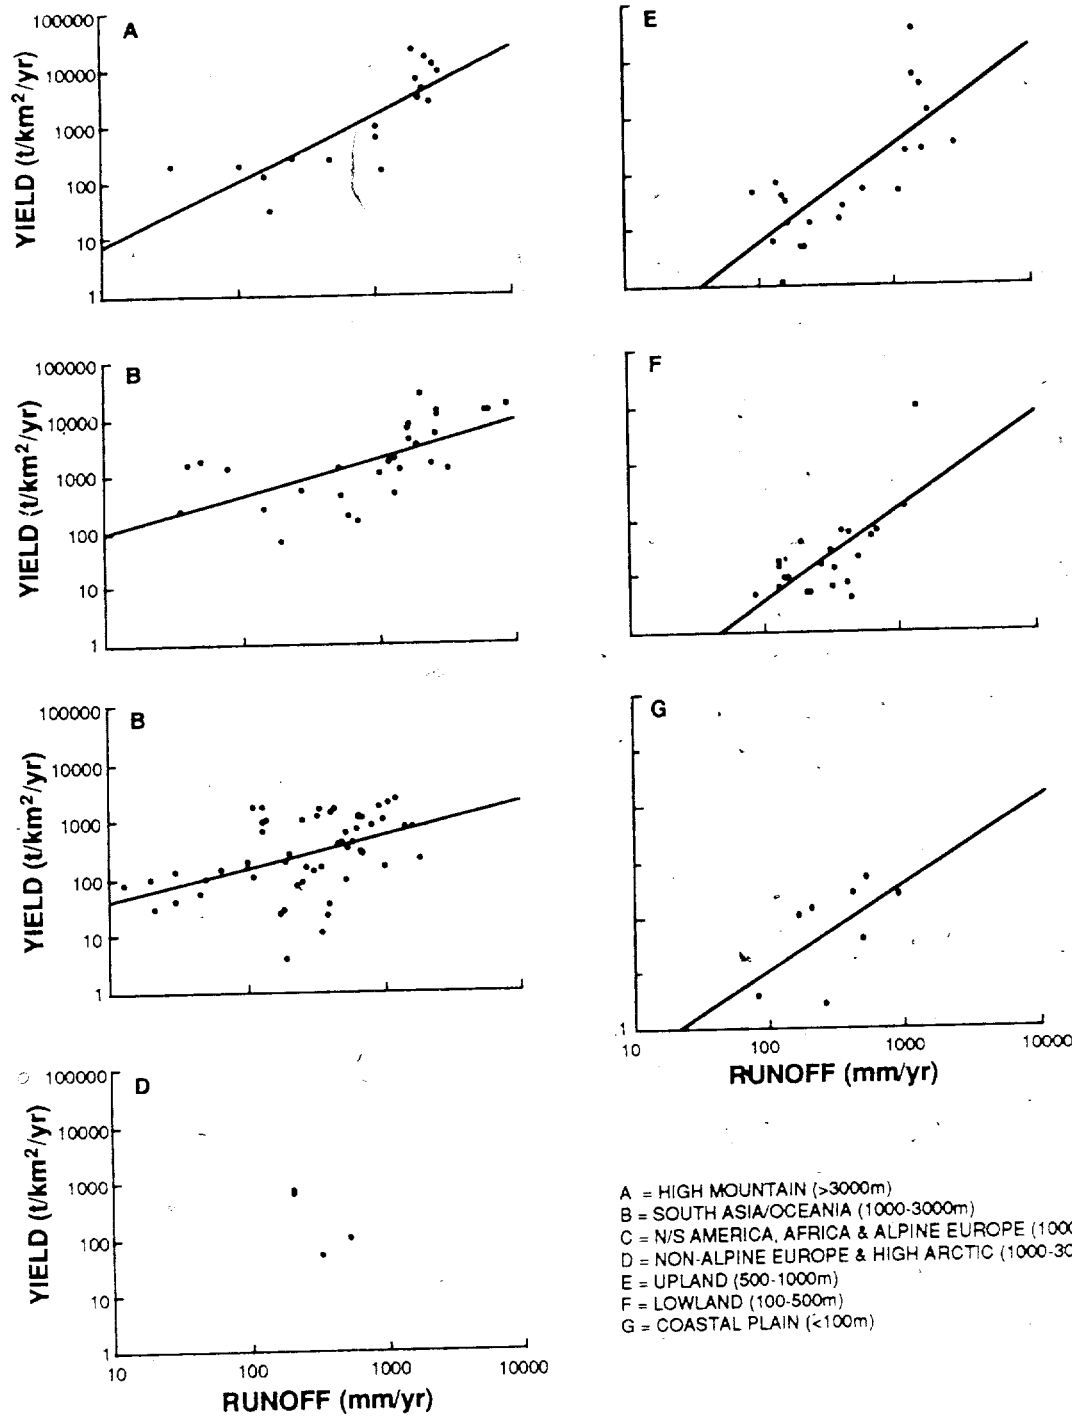 A
100000
10000
1000
100
10
1
YIELD (t/km²/yr)
E
B
100000
10000
1000
100
10
1
YIELD (t/km²/yr)
F
B
100000
10000
1000
100
10
1
YIELD (t/km²/yr)
G
.1
10
100
1000
10000
RUNOFF (mm/yr)
D
100000
10000
1000
100
10
1
YIELD (t/km²/yr)
10
100
1000
10000
RUNOFF (mm/yr)
A = HIGH MOUNTAIN (>3000m)
B = SOUTH ASIA/OCEANIA (1000-3000m)
C = N/S AMERICA, AFRICA & ALPINE EUROPE (1000
D = NON-ALPINE EUROPE & HIGH ARCTIC (1000-30
E = UPLAND (500-1000m)
F = LOWLAND (100-500m)
G = COASTAL PLAIN (<100m)